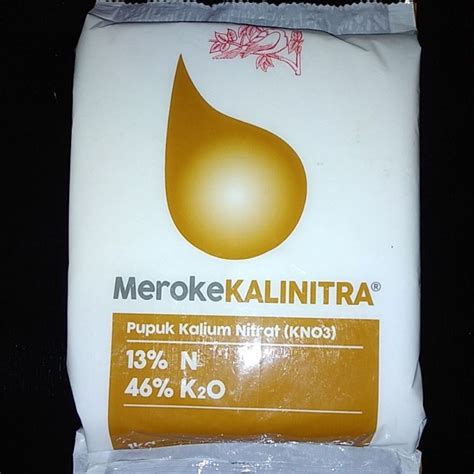 MerokeKALINITRA®
Pupuk Kalium Nitrat (KNO3)
13% N
46% K₂O